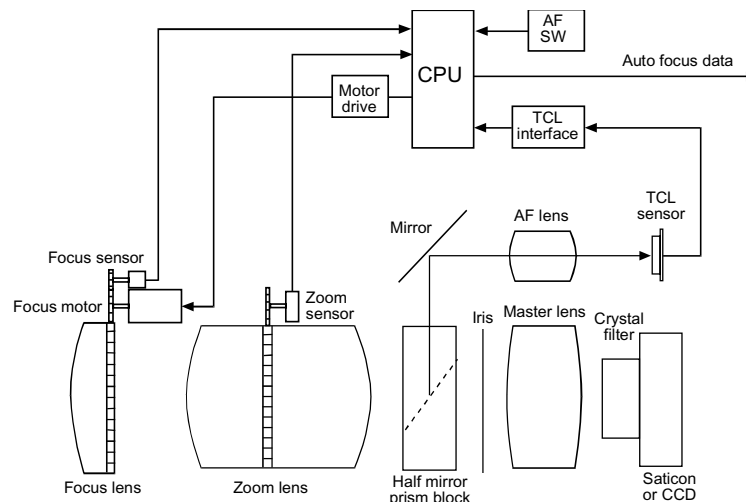 AF
SW
CPU
Auto focus data
Motor
drive
TCL
interface
TCL
sensor
AF lens
Mirror
Focus sensor
Focus motor
Zoom
sensor
Iris
Master lens
Crystal
filter
Focus lens
Zoom lens
Half mirror
prism block
Saticon
or CCD